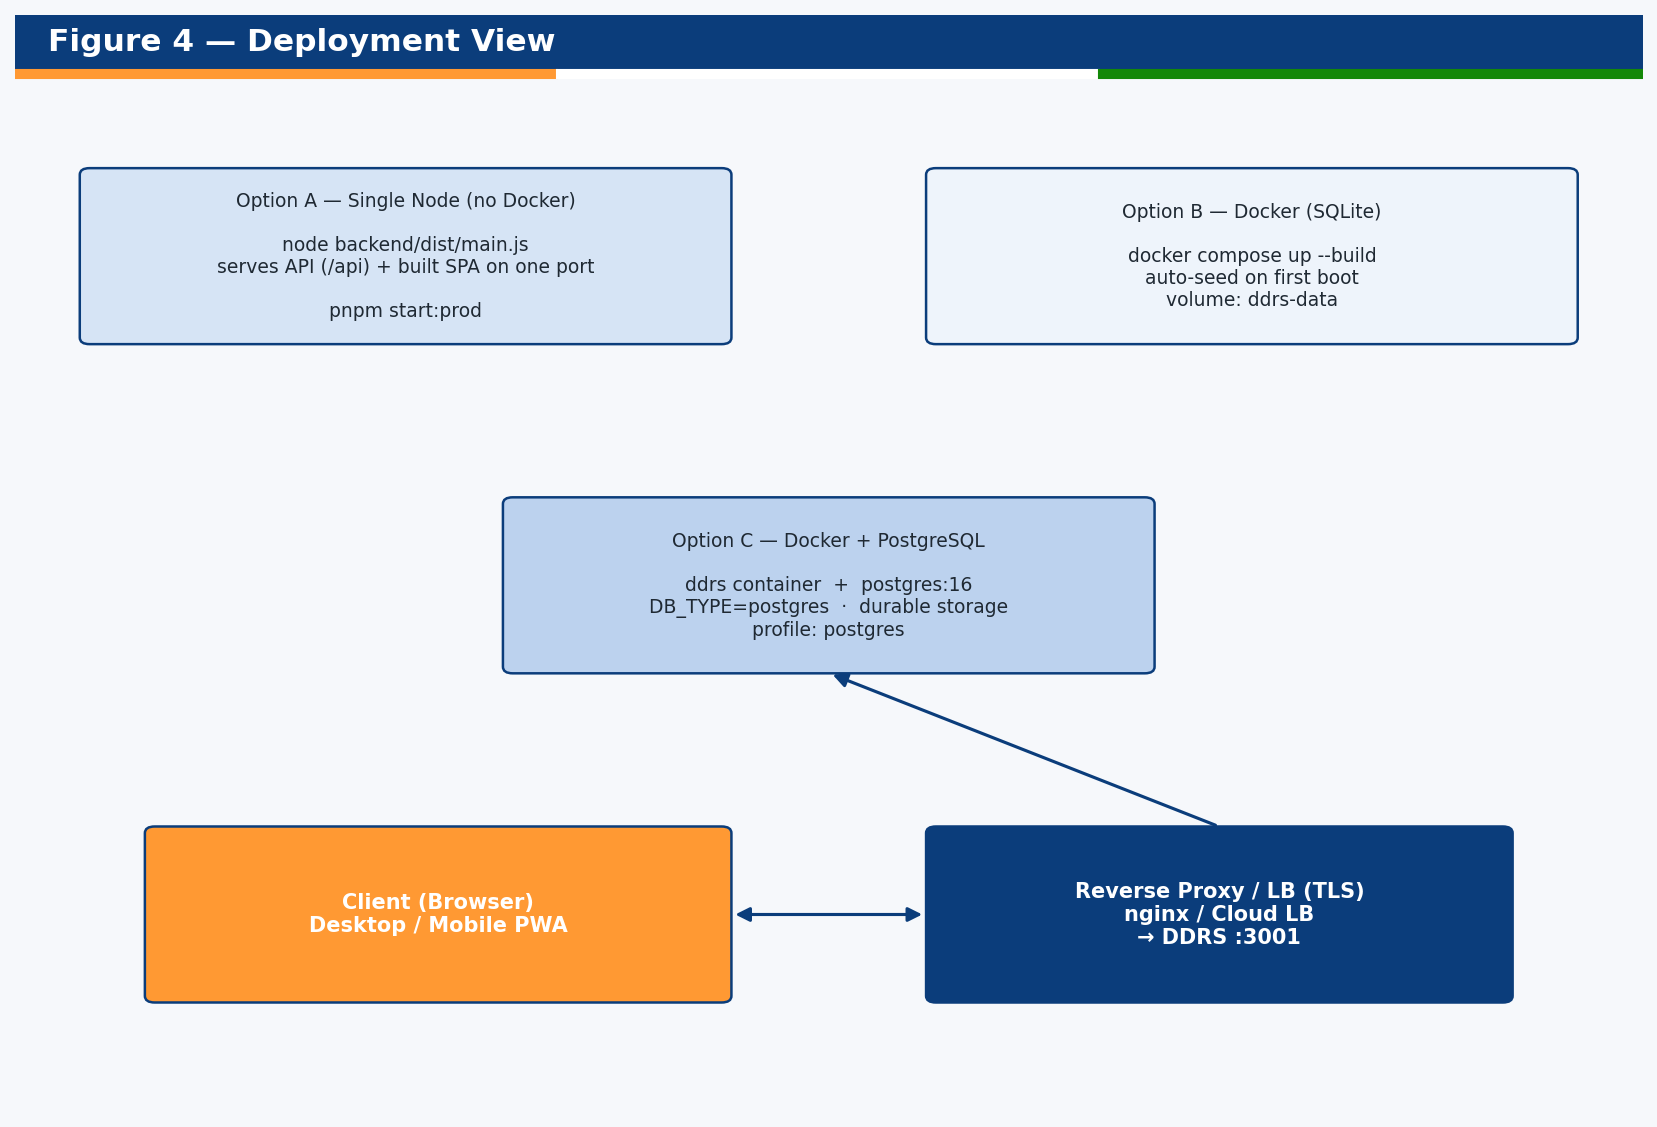 Figure 4 — Deployment View
Option A — Single Node (no Docker)
node backend/dist/main.js
serves API (/api) + built SPA on one port
pnpm start:prod
Option B — Docker (SQLite)
docker compose up --build
auto-seed on first boot
volume: ddrs-data
Option C — Docker + PostgreSQL
ddrs container  +  postgres:16
DB_TYPE=postgres  ·  durable storage
profile: postgres
Client (Browser)
Desktop / Mobile PWA
Reverse Proxy / LB (TLS)
nginx / Cloud LB
→ DDRS :3001